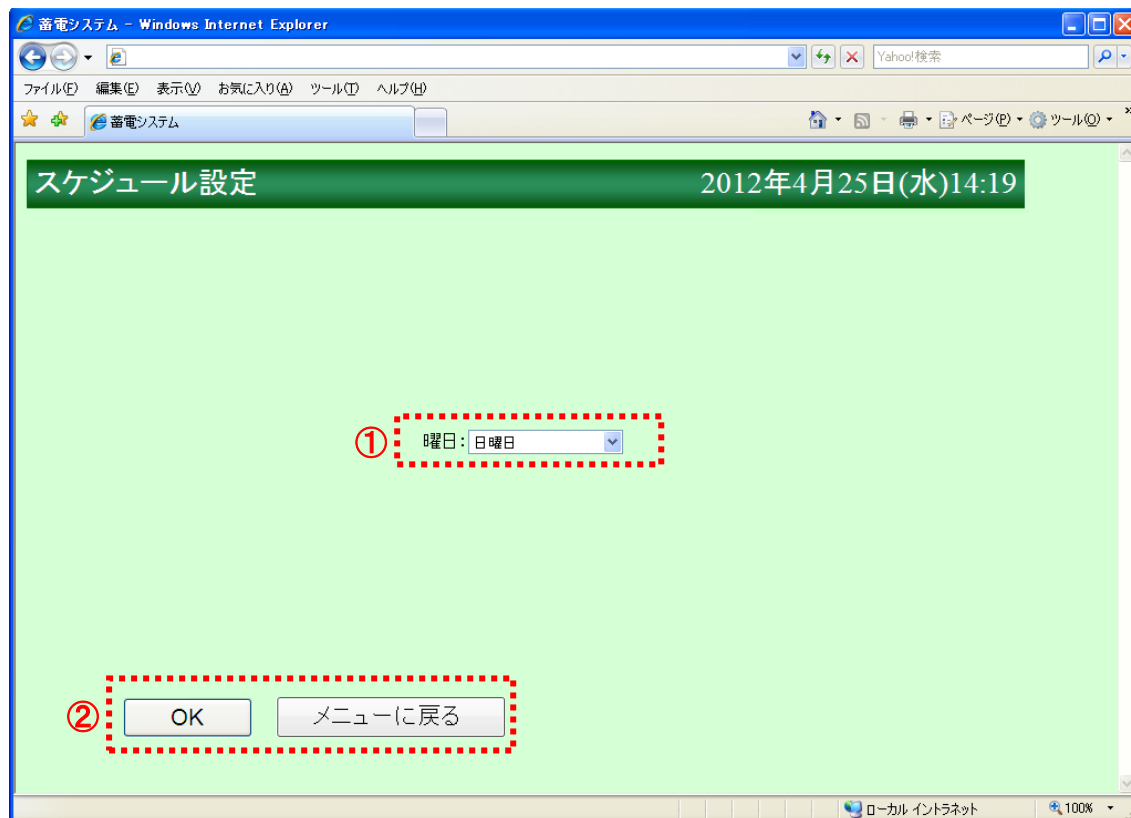 蓄電システム - Windows Internet Explorer
Yahoo!検索
ファイル(F) 編集(E) 表示(V) お気に入り(A) ツール(T) ヘルプ(H)
蓄電システム
ページ(P) ツール(O) »
スケジュール設定 2012年4月25日(水)14:19
① 曜日：日曜日
② OK メニューに戻る
ローカル イントラネット 100%